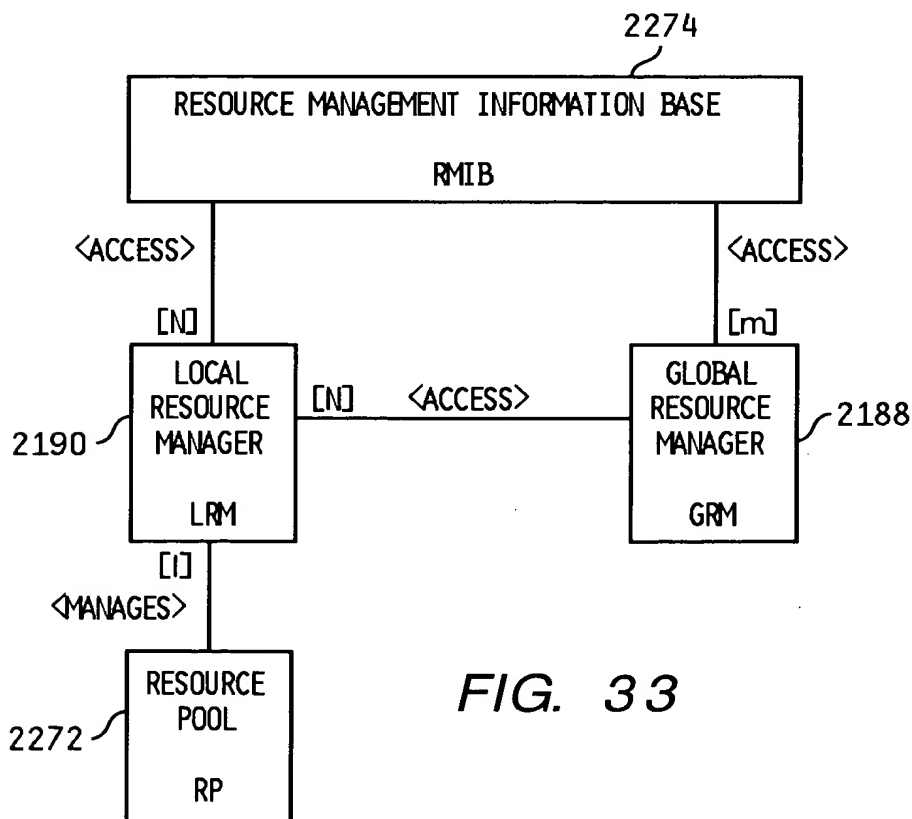 2274
RESOURCE MANAGEMENT INFORMATION BASE
RMIB
<ACCESS>
<ACCESS>
[N]
[m]
LOCAL
RESOURCE
MANAGER
LRM
[N]
<ACCESS>
GLOBAL
RESOURCE
MANAGER
GRM
2190
2188
[l]
<MANAGES>
RESOURCE
POOL
RP
2272
FIG. 33